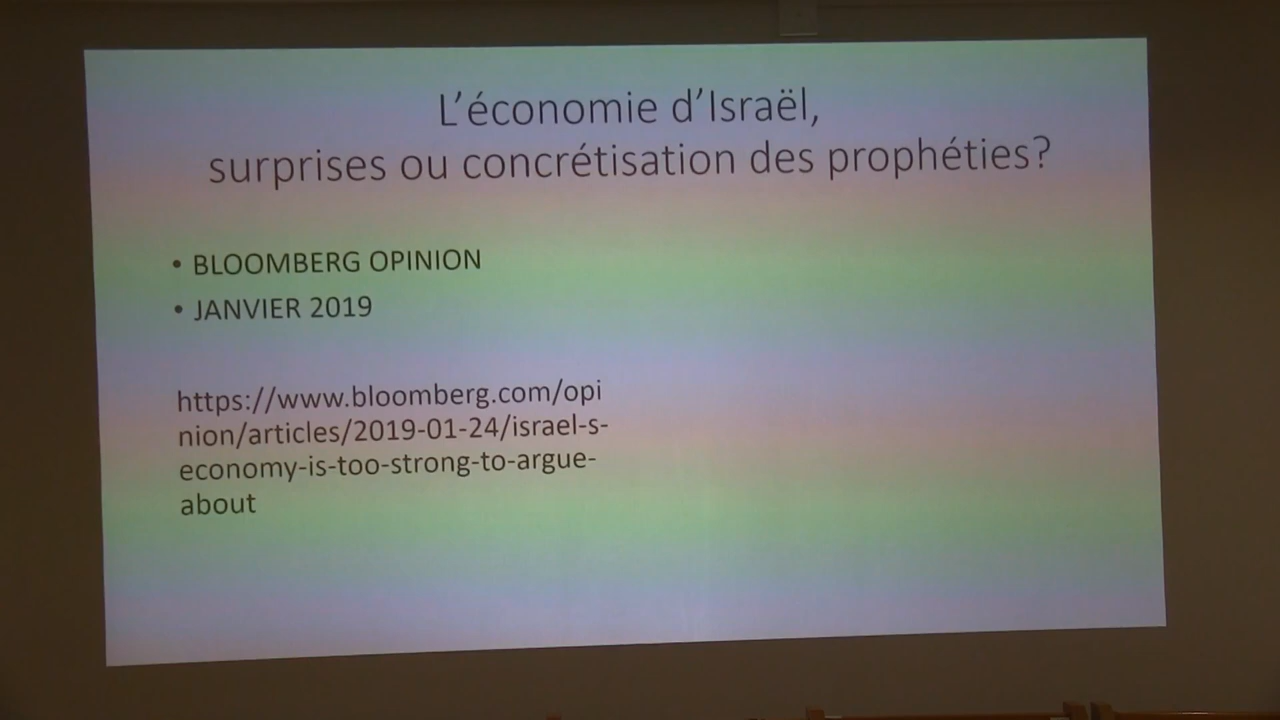 L'économie d'Israël,
surprises ou concrétisation des prophéties?
• BLOOMBERG OPINION
• JANVIER 2019
https://www.bloomberg.com/opi
nion/articles/2019-01-24/israel-s-
economy-is-too-strong-to-argue-
about